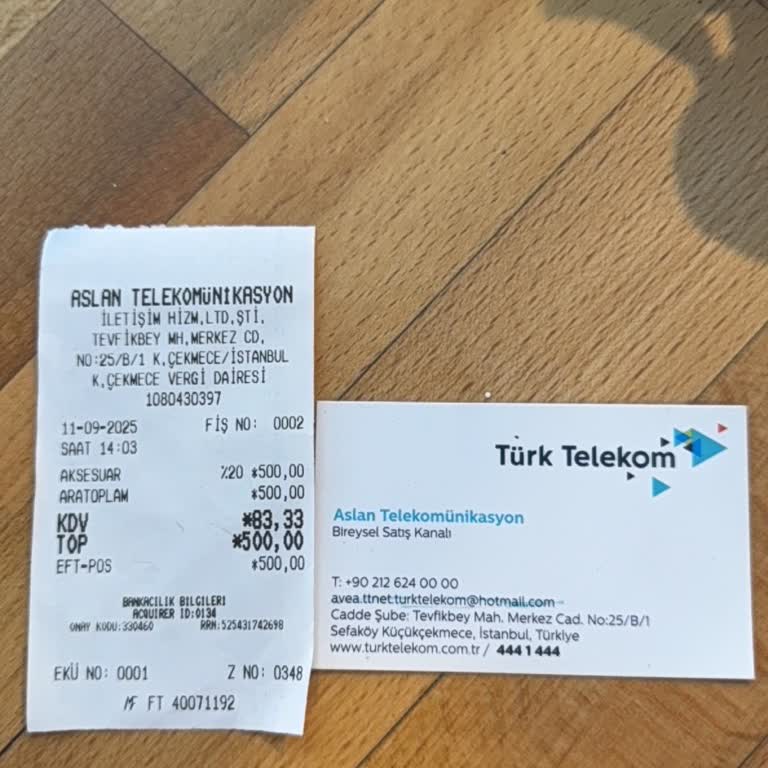 ASLAN TELEKOMÜNİKASYON
İLETİŞİM HİZM,LTD,ŞTİ,
TEVFİKBEY MH,MERKEZ CD,
NO:25/B/1 K,ÇEKMECE/İSTANBUL
K,ÇEKMECE VERGİ DAİRESİ
1080430397
11-09-2025 FİŞ NO: 0002
SAAT 14:03
AKSESUAR %20 *500,00
ARATOPLAM *500,00
KDV *83,33
TOP *500,00
EFT-POS *500,00
BANKACILIK BİLGİLERİ
ACQUIRER ID:0134
ONAY KODU:330460 RRN:525431742698
EKÜ NO: 0001 Z NO: 0348
MF FT 40071192
Türk Telekom
Aslan Telekomünikasyon
Bireysel Satış Kanalı
T: +90 212 624 00 00
avea.ttnet.turktelekom@hotmail.com
Cadde Şube: Tevfikbey Mah. Merkez Cad. No:25/B/1
Sefaköy Küçükçekmece, İstanbul, Türkiye
www.turktelekom.com.tr / 444 1 444